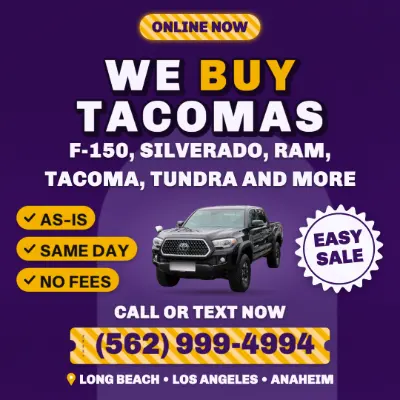 ONLINE NOW
WE BUY
TACOMAS
F-150, SILVERADO, RAM,
TACOMA, TUNDRA AND MORE
AS-IS
SAME DAY
NO FEES
EASY
SALE
CALL OR TEXT NOW
(562) 999-4994
LONG BEACH • LOS ANGELES • ANAHEIM